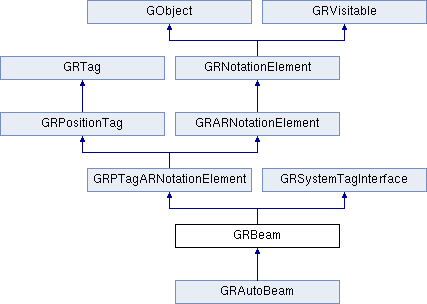 GObject
GRVisitable
GRTag
GRNotationElement
GRPositionTag
GRARNotationElement
GRPTagARNotationElement
GRSystemTagInterface
GRBeam
GRAutoBeam